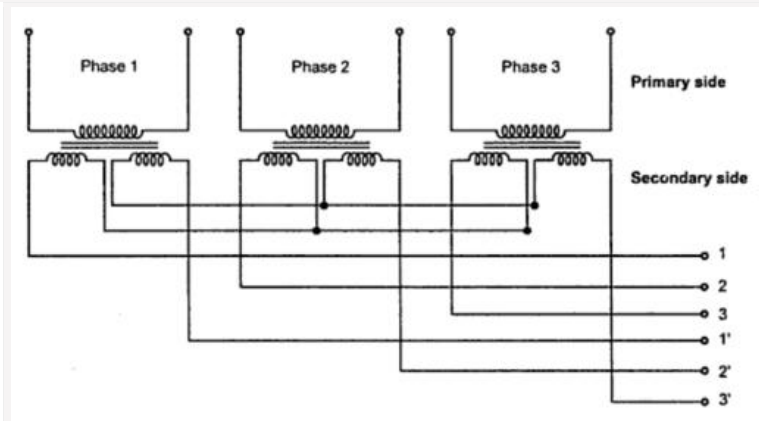 Phase 1
Phase 2
Phase 3
Primary side
Secondary side
1
2
3
1'
2'
3'